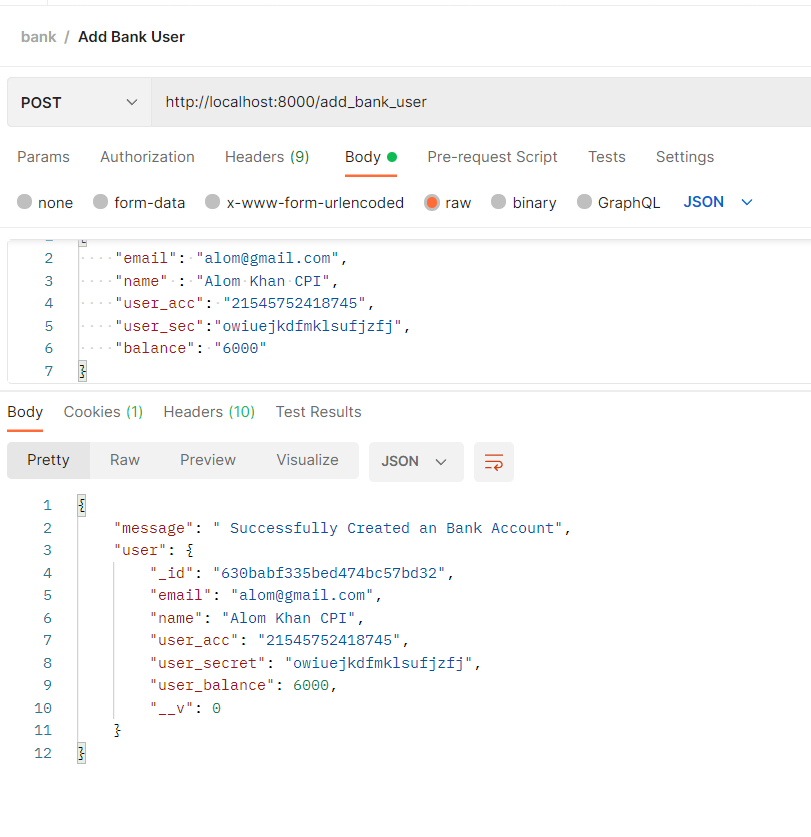 bank / Add Bank User
POST http://localhost:8000/add_bank_user
Params Authorization Headers (9) Body Pre-request Script Tests Settings
none form-data x-www-form-urlencoded raw binary GraphQL JSON
2 "email": "alom@gmail.com",
3 "name" : "Alom Khan CPI",
4 "user_acc": "21545752418745",
5 "user_sec":"owiuejkdfmklsufjzfj",
6 "balance": "6000"
7 }
Body Cookies (1) Headers (10) Test Results
Pretty Raw Preview Visualize JSON
1 {
2 "message": " Successfully Created an Bank Account",
3 "user": {
4 "_id": "630babf335bed474bc57bd32",
5 "email": "alom@gmail.com",
6 "name": "Alom Khan CPI",
7 "user_acc": "21545752418745",
8 "user_secret": "owiuejkdfmklsufjzfj",
9 "user_balance": 6000,
10 "__v": 0
11 }
12 }